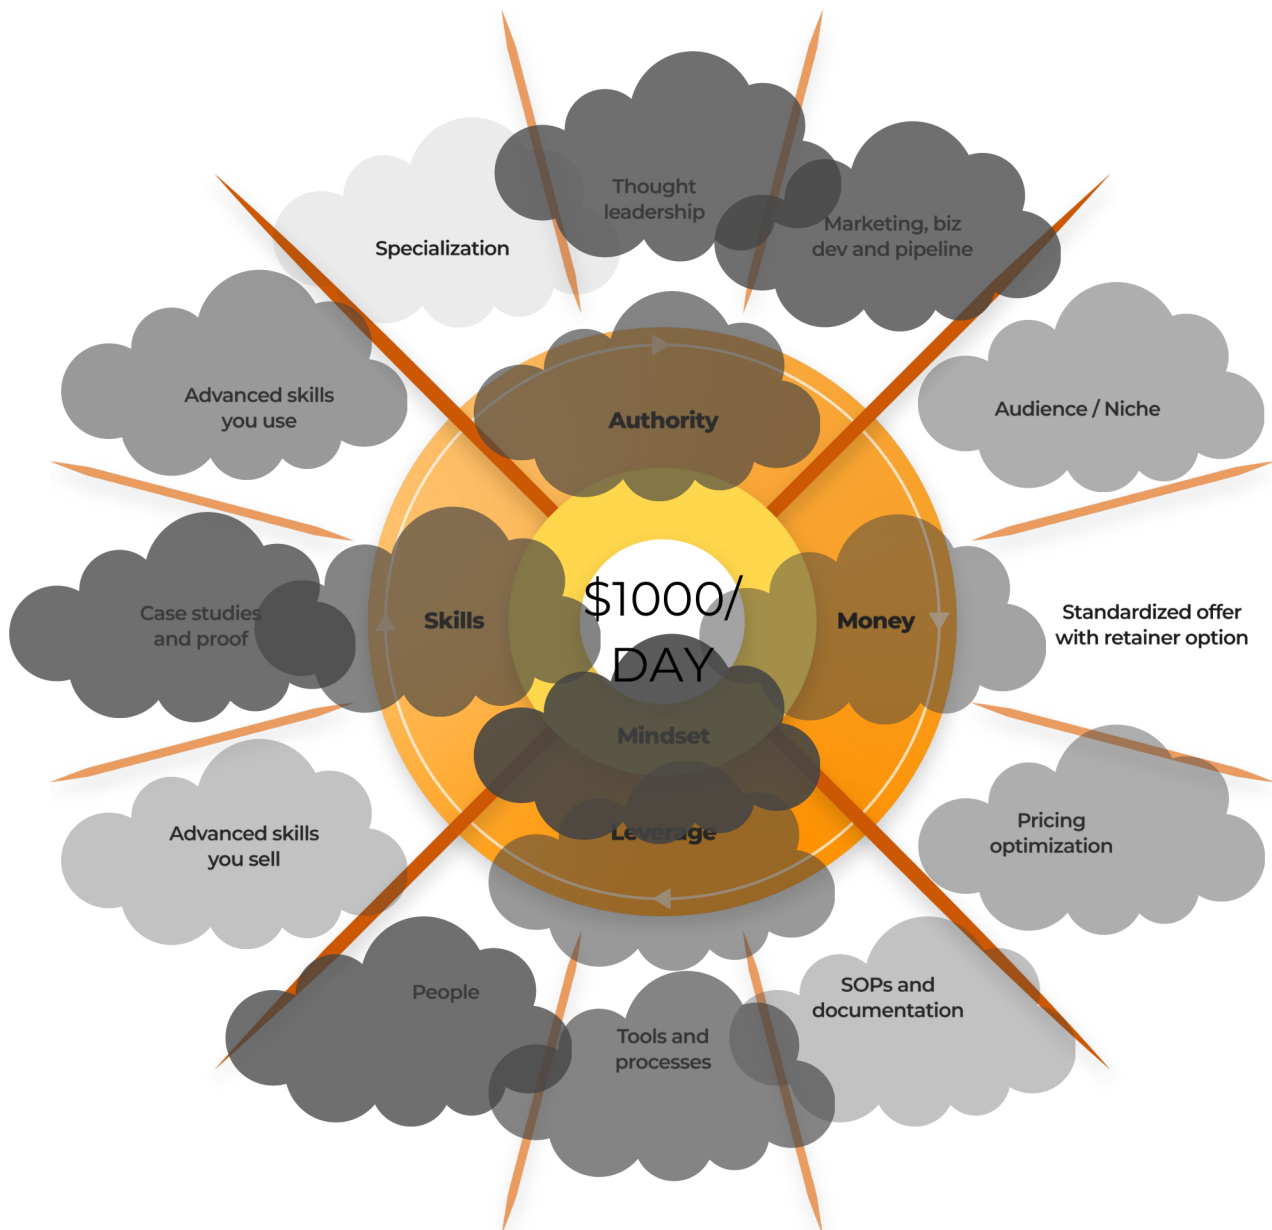 Thought
leadership
Marketing, biz
dev and pipeline
Specialization
Advanced skills
you use
Authority
Audience / Niche
Case studies
and proof
Skills
$1000/
DAY
Money
Standardized offer
with retainer option
Mindset
Leverage
Advanced skills
you sell
Pricing
optimization
People
Tools and
processes
SOPs and
documentation